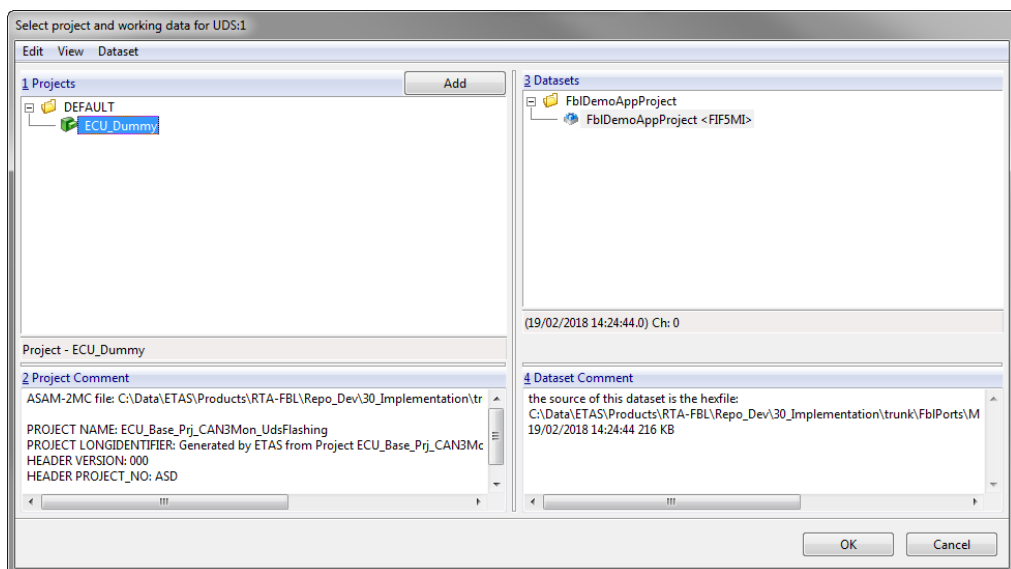 Select project and working data for UDS:1
Edit View Dataset
1 Projects
Add
DEFAULT
ECU_Dummy
Project - ECU_Dummy
2 Project Comment
ASAM-2MC file: C:\Data\ETAS\Products\RTA-FBL\Repo_Dev\30_Implementation\tr
PROJECT NAME: ECU_Base_Prj_CAN3Mon_UdsFlashing
PROJECT LONGIDENTIFIER: Generated by ETAS from Project ECU_Base_Prj_CAN3Mc
HEADER VERSION: 000
HEADER PROJECT_NO: ASD
3 Datasets
FblDemoAppProject
FblDemoAppProject <FIF5MI>
(19/02/2018 14:24:44.0) Ch: 0
4 Dataset Comment
the source of this dataset is the hexfile:
C:\Data\ETAS\Products\RTA-FBL\Repo_Dev\30_Implementation\trunk\FblPorts\M
19/02/2018 14:24:44 216 KB
OK
Cancel